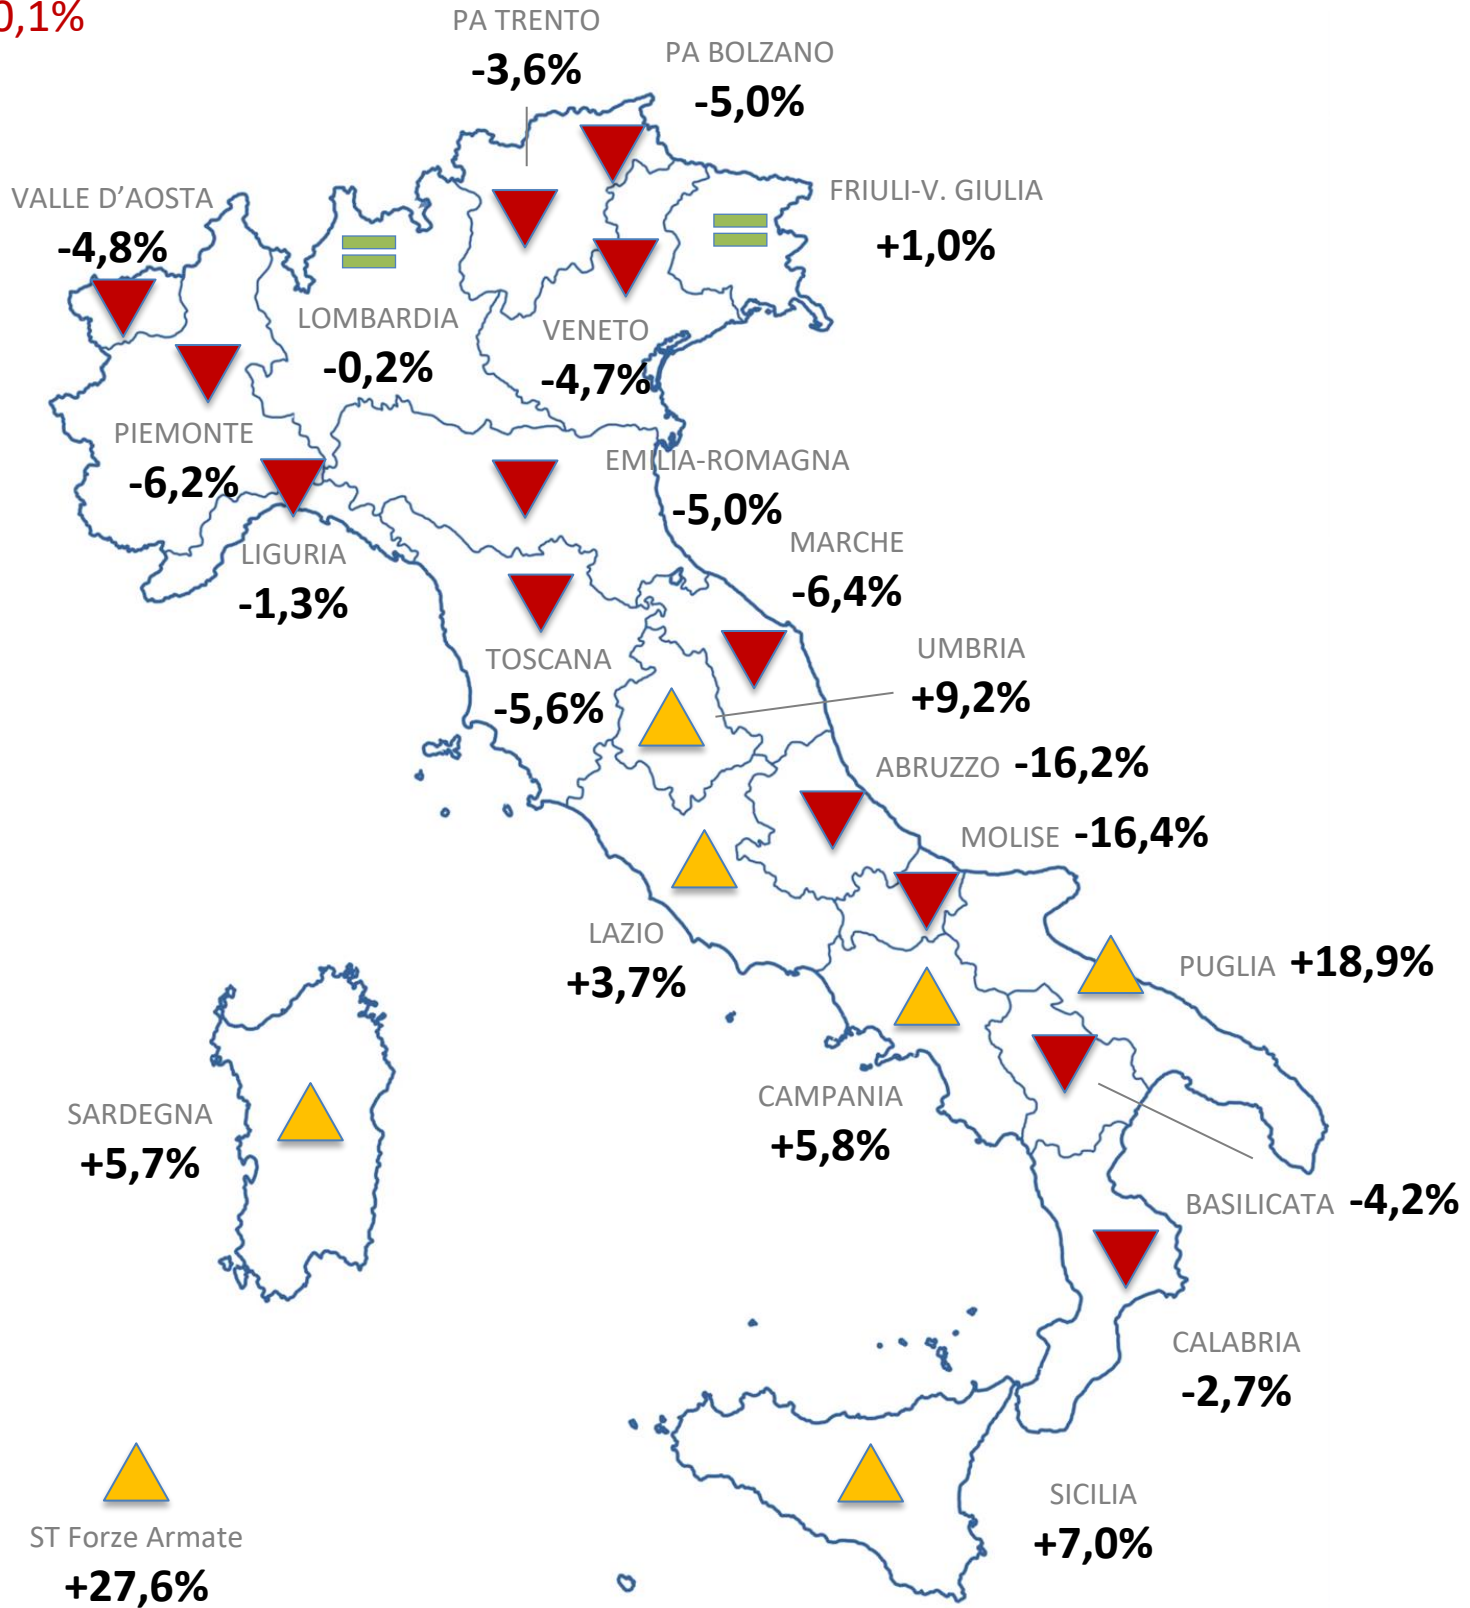 0,1%
PA TRENTO
-3,6%
PA BOLZANO
-5,0%
VALLE D’AOSTA
-4,8%
FRIULI-V. GIULIA
+1,0%
LOMBARDIA
-0,2%
VENETO
-4,7%
PIEMONTE
-6,2%
EMILIA-ROMAGNA
-5,0%
LIGURIA
-1,3%
MARCHE
-6,4%
TOSCANA
-5,6%
UMBRIA
+9,2%
ABRUZZO -16,2%
MOLISE -16,4%
LAZIO
+3,7%
PUGLIA +18,9%
CAMPANIA
+5,8%
SARDEGNA
+5,7%
BASILICATA -4,2%
CALABRIA
-2,7%
SICILIA
+7,0%
ST Forze Armate
+27,6%